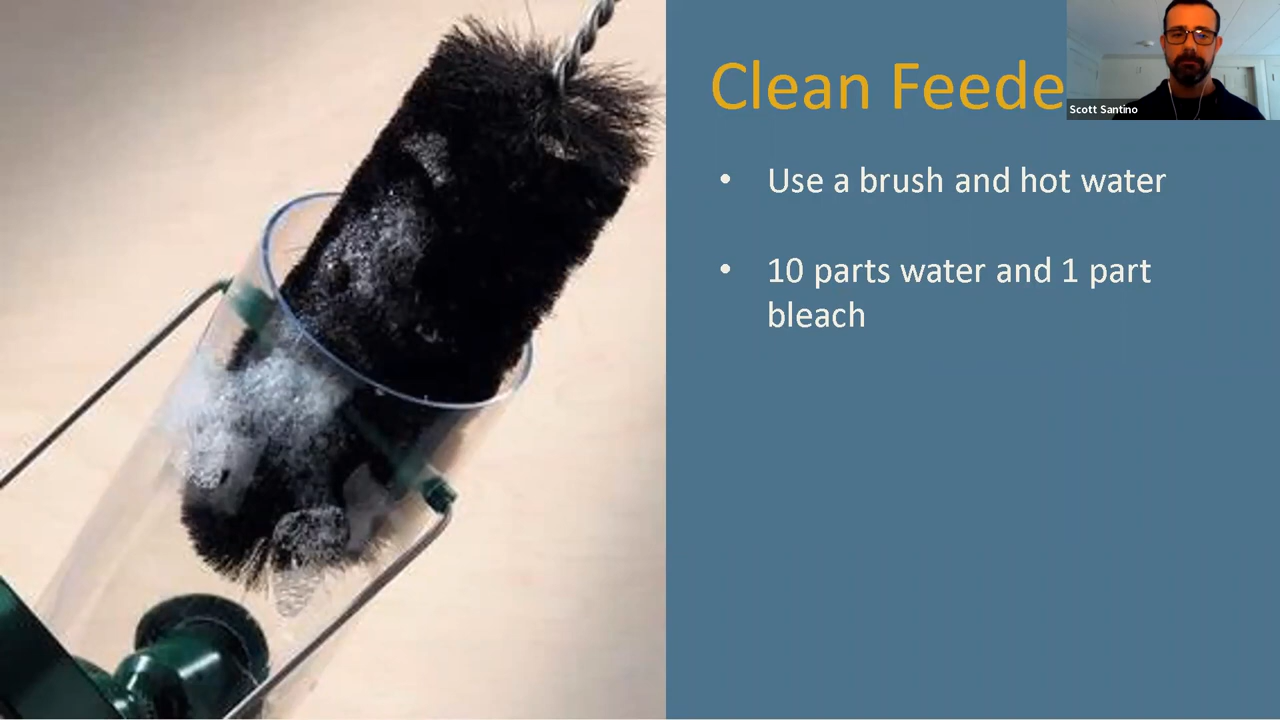 Clean Feede
Scott Santino
• Use a brush and hot water
• 10 parts water and 1 part
bleach